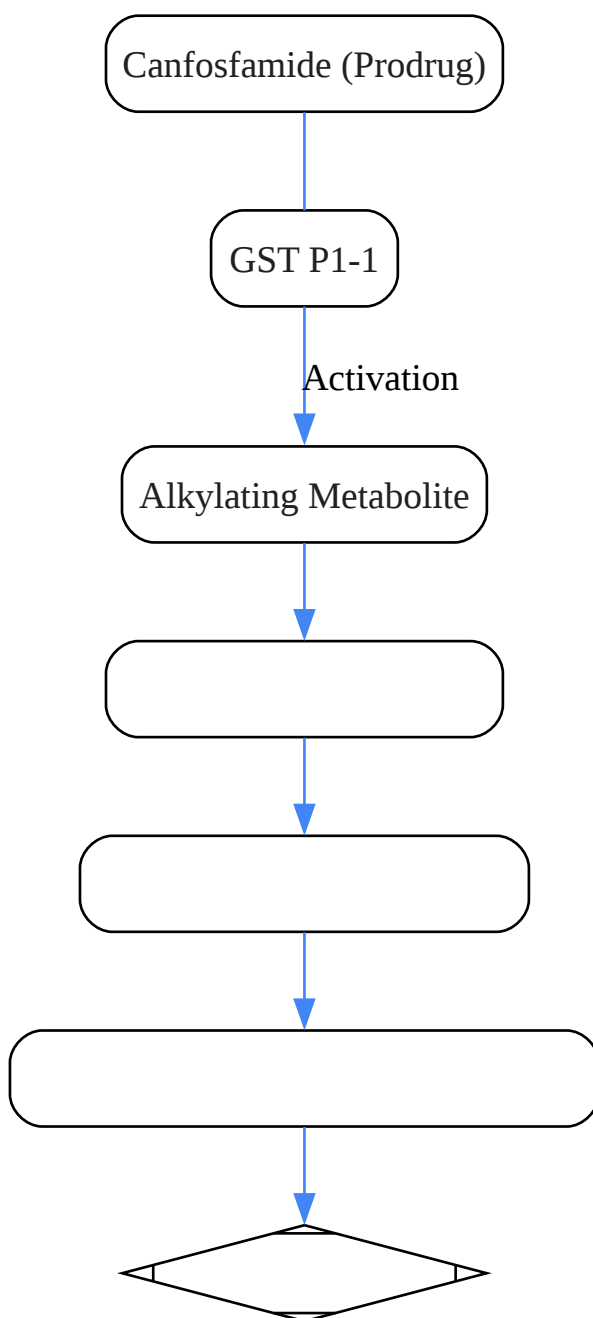 Canfosfamide (Prodrug)
GST P1-1
Activation
Alkylating Metabolite